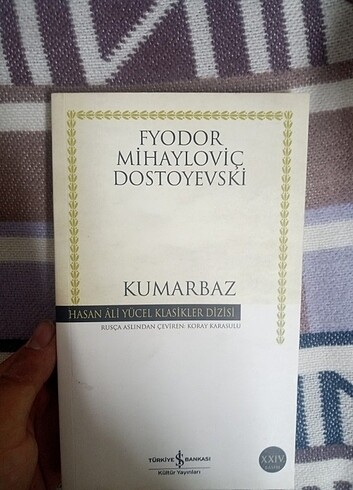 FYODOR
MİHAYLOVİÇ
DOSTOYEVSKİ
KUMARBAZ
HASAN ÂLİ YÜCEL KLASİKLER DİZİSİ
RUSÇA ASLINDAN ÇEVİREN: KORAY KARASULU
TÜRKİYE İŞ BANKASI
Kültür Yayınları
XXIV